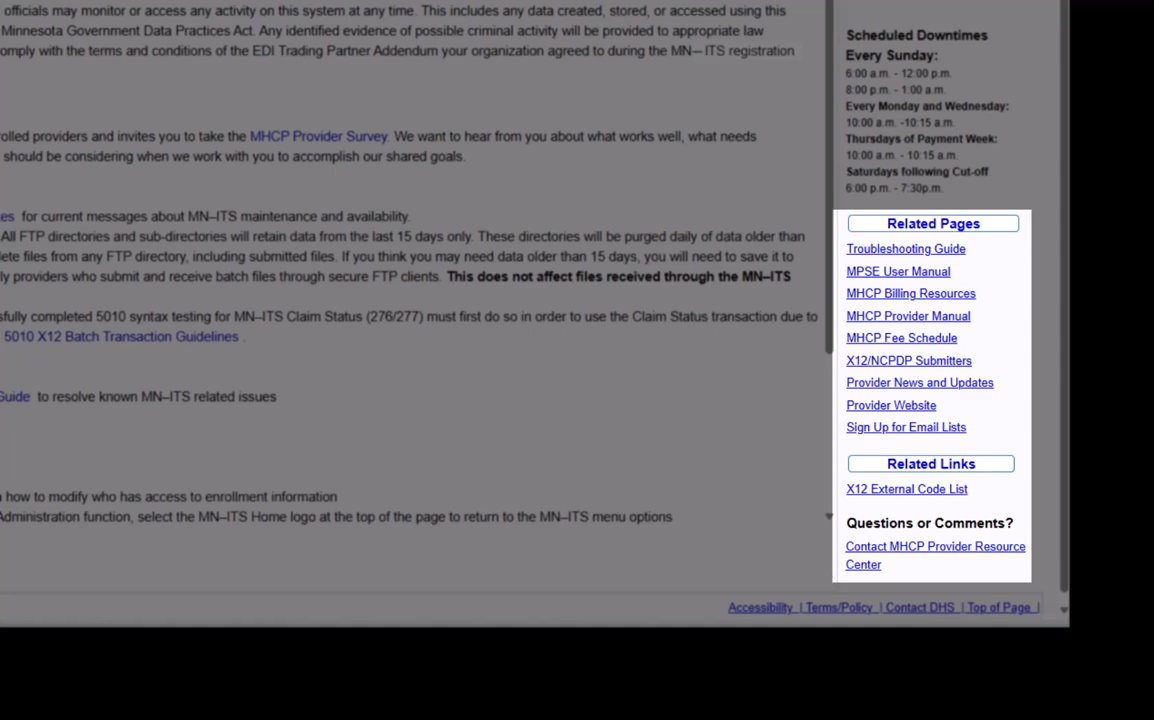 officials may monitor or access any activity on this system at any time. This includes any data created, stored, or accessed using this
Minnesota Government Data Practices Act. Any identified evidence of possible criminal activity will be provided to appropriate law
omply with the terms and conditions of the EDI Trading Partner Addendum your organization agreed to during the MN–ITS registration
olled providers and invites you to take the MHCP Provider Survey. We want to hear from you about what works well, what needs
should be considering when we work with you to accomplish our shared goals.
es for current messages about MN–ITS maintenance and availability.
All FTP directories and sub-directories will retain data from the last 15 days only. These directories will be purged daily of data older than
lete files from any FTP directory, including submitted files. If you think you may need data older than 15 days, you will need to save it to
ly providers who submit and receive batch files through secure FTP clients. This does not affect files received through the MN–ITS
sfully completed 5010 syntax testing for MN–ITS Claim Status (276/277) must first do so in order to use the Claim Status transaction due to
5010 X12 Batch Transaction Guidelines .
Guide to resolve known MN–ITS related issues
how to modify who has access to enrollment information
Administration function, select the MN–ITS Home logo at the top of the page to return to the MN–ITS menu options
Scheduled Downtimes
Every Sunday:
6:00 a.m. - 12:00 p.m.
8:00 p.m. - 1:00 a.m.
Every Monday and Wednesday:
10:00 a.m. -10:15 a.m.
Thursdays of Payment Week:
10:00 a.m. - 10:15 a.m.
Saturdays following Cut-off
6:00 p.m. - 7:30p.m.
Related Pages
Troubleshooting Guide
MPSE User Manual
MHCP Billing Resources
MHCP Provider Manual
MHCP Fee Schedule
X12/NCPDP Submitters
Provider News and Updates
Provider Website
Sign Up for Email Lists
Related Links
X12 External Code List
Questions or Comments?
Contact MHCP Provider Resource
Center
Accessibility | Terms/Policy | Contact DHS | Top of Page |